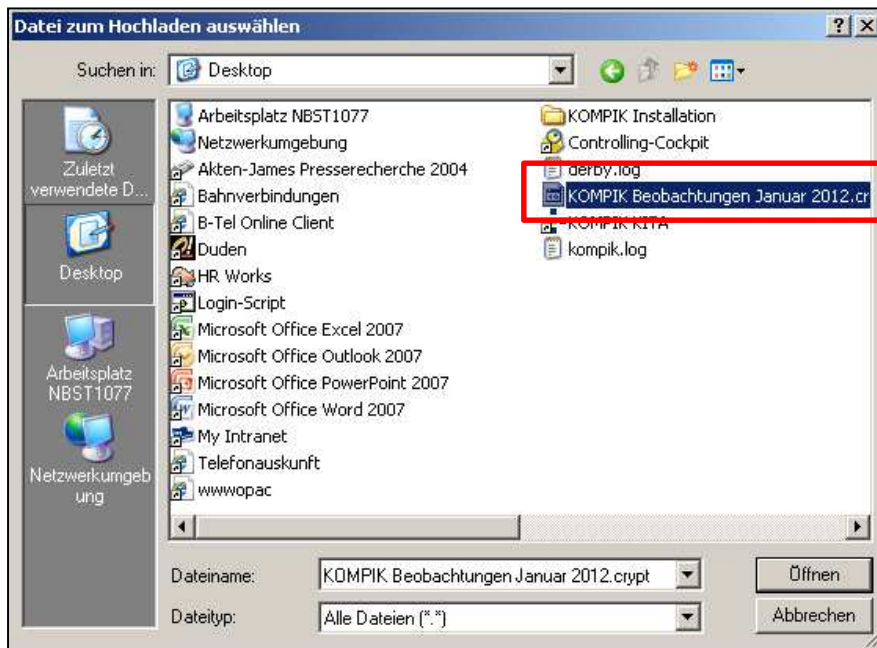 Datei zum Hochladen auswählen
Suchen in:
Desktop
Zuletzt
verwendete D...
Desktop
Arbeitsplatz
NBST1077
Netzwerkumgeb
ung
Arbeitsplatz NBST1077
Netzwerkumgebung
Akten-James Presserecherche 2004
Bahnverbindungen
B-Tel Online Client
Duden
HR Works
Login-Script
Microsoft Office Excel 2007
Microsoft Office Outlook 2007
Microsoft Office PowerPoint 2007
Microsoft Office Word 2007
My Intranet
Telefonauskunft
wwwopac
KOMPIK Installation
Controlling-Cockpit
derby.log
KOMPIK Beobachtungen Januar 2012.cr
KOMPIK KITA
kompik.log
Dateiname:
KOMPIK Beobachtungen Januar 2012.crypt
Öffnen
Dateityp:
Alle Dateien (*.*)
Abbrechen